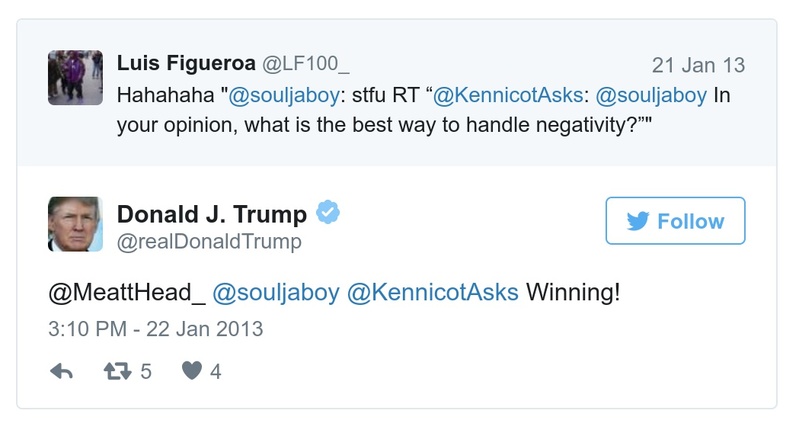 Luis Figueroa @LF100_ 21 Jan 13
Hahahaha "@souljaboy: stfu RT “@KennicotAsks: @souljaboy In
your opinion, what is the best way to handle negativity?”"
Donald J. Trump
@realDonaldTrump
Follow
@MeattHead_ @souljaboy @KennicotAsks Winning!
3:10 PM - 22 Jan 2013
5 4